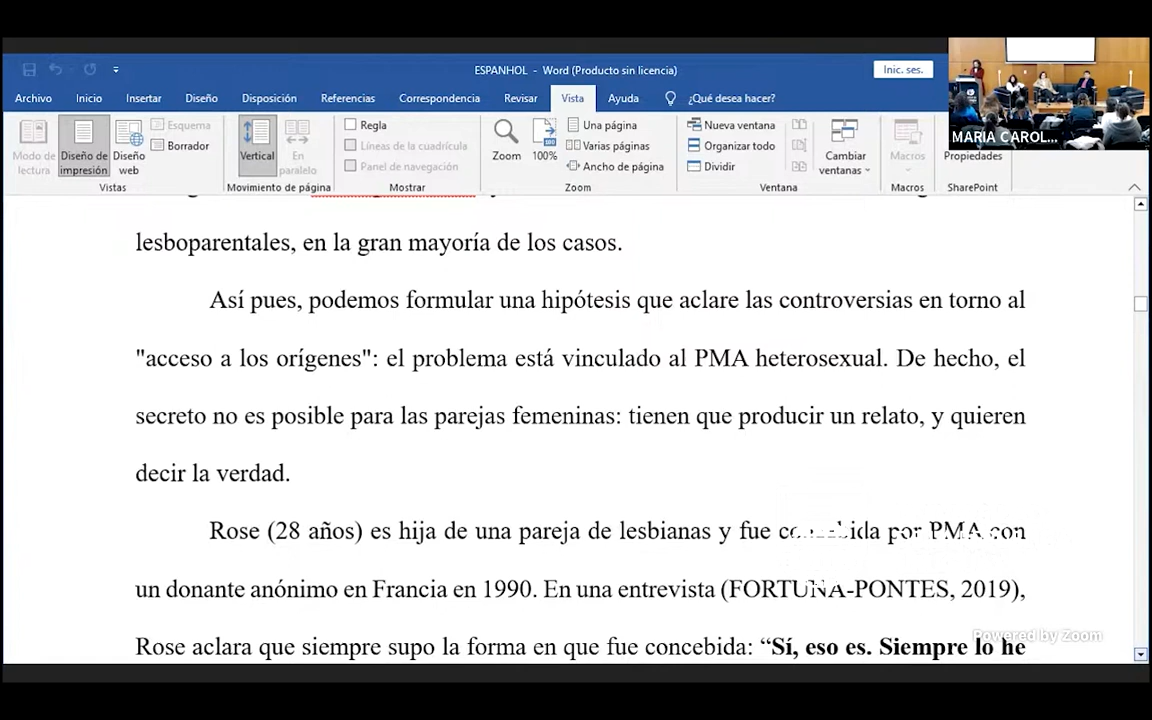 ESPANHOL - Word (Producto sin licencia)
Inic. ses.
MARIA CAROL...
Archivo Inicio Insertar Diseño Disposición Referencias Correspondencia Revisar Vista Ayuda ¿Qué desea hacer?
Modo de lectura
Diseño de impresión
Diseño web
Esquema
Borrador
Vistas
Vertical
En paralelo
Movimiento de página
Regla
Líneas de la cuadrícula
Panel de navegación
Mostrar
Zoom
100%
Una página
Varias páginas
Ancho de página
Zoom
Nueva ventana
Organizar todo
Dividir
Cambiar ventanas
Ventana
Macros
Macros
Propiedades
SharePoint
lesboparentales, en la gran mayoría de los casos.
Así pues, podemos formular una hipótesis que aclare las controversias en torno al
"acceso a los orígenes": el problema está vinculado al PMA heterosexual. De hecho, el
secreto no es posible para las parejas femeninas: tienen que producir un relato, y quieren
decir la verdad.
Rose (28 años) es hija de una pareja de lesbianas y fue concebida por PMA con
un donante anónimo en Francia en 1990. En una entrevista (FORTUNA-PONTES, 2019),
Rose aclara que siempre supo la forma en que fue concebida: “Sí, eso es. Siempre lo he
Powered by Zoom